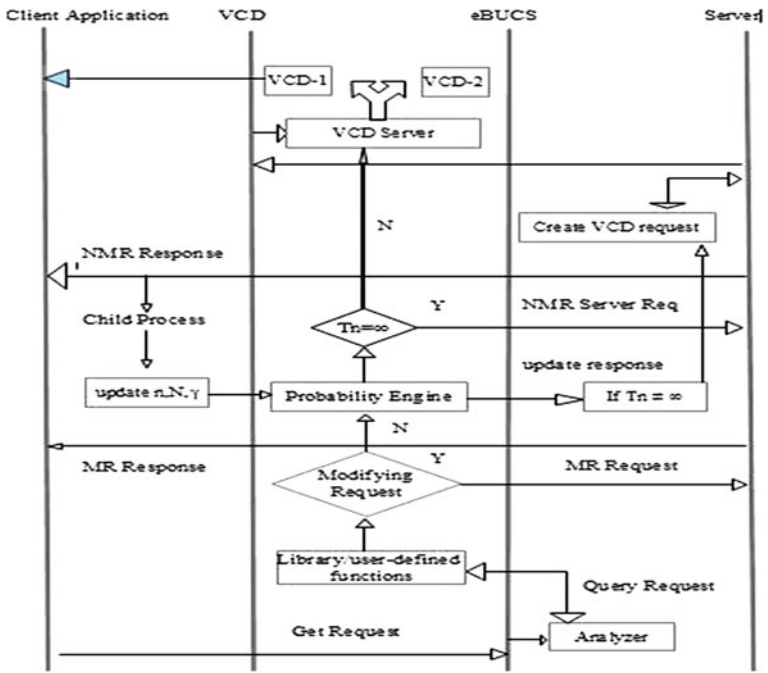 Client Application VCD eBUCS Server
VCD-1 VCD-2
VCD Server
N
Create VCD request
NMR Response
Y NMR Server Req
Child Process
Tn=∞
update response
update n,N,γ
Probability Engine
If Tn = ∞
N
MR Response
Y MR Request
Modifying
Request
Library/user-defined
functions
Query Request
Get Request
Analyzer